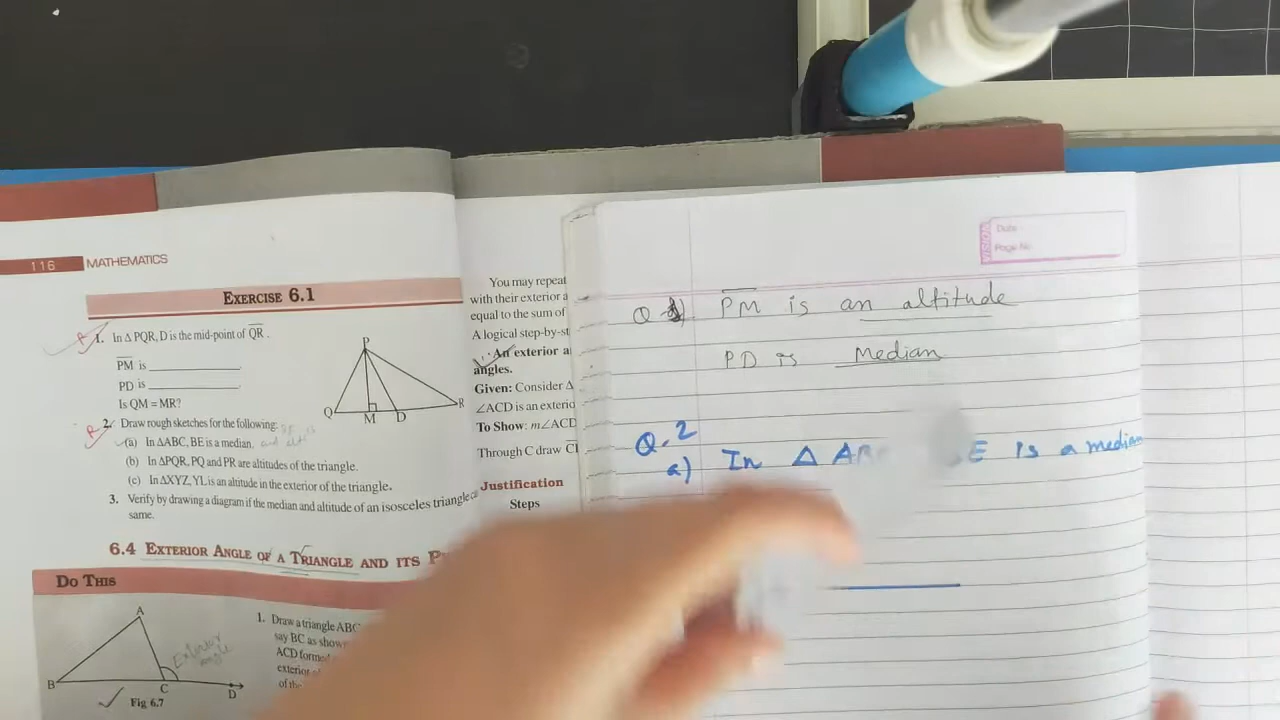 116 MATHEMATICS
EXERCISE 6.1
1. In Δ PQR, D is the mid-point of QR .
PM is
PD is
Is QM = MR?
P
Q M D R
2. Draw rough sketches for the following:
(a) In ΔABC, BE is a median.
(b) In ΔPQR, PQ and PR are altitudes of the triangle.
(c) In ΔXYZ, YL is an altitude in the exterior of the triangle.
3. Verify by drawing a diagram if the median and altitude of an isosceles triangle
same.
6.4 EXTERIOR ANGLE OF A TRIANGLE AND ITS
DO THIS
A
B C D
Exterior
angle
Fig 6.7
1. Draw a triangle ABC
say BC as shown
ACD formed
exterior
of the
You may repeat
with their exterior
equal to the sum of
A logical step-by-st
An exterior
angles.
Given: Consider Δ
∠ACD is an exterio
To Show: m∠ACD
Through C draw
Justification
Steps
VISION
Date
Page No
Q PM is an altitude
PD is Median
Q.2
a) In Δ E is a median